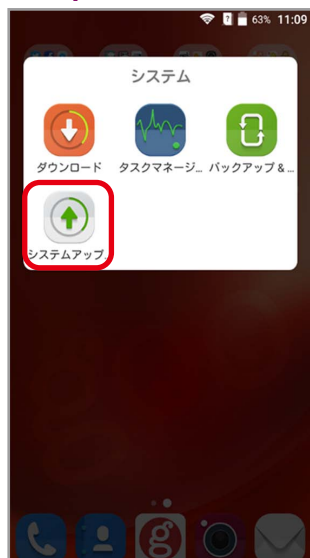 63% 11:09
システム
ダウンロード
タスクマネージ...
バックアップ & ...
システムアップ...